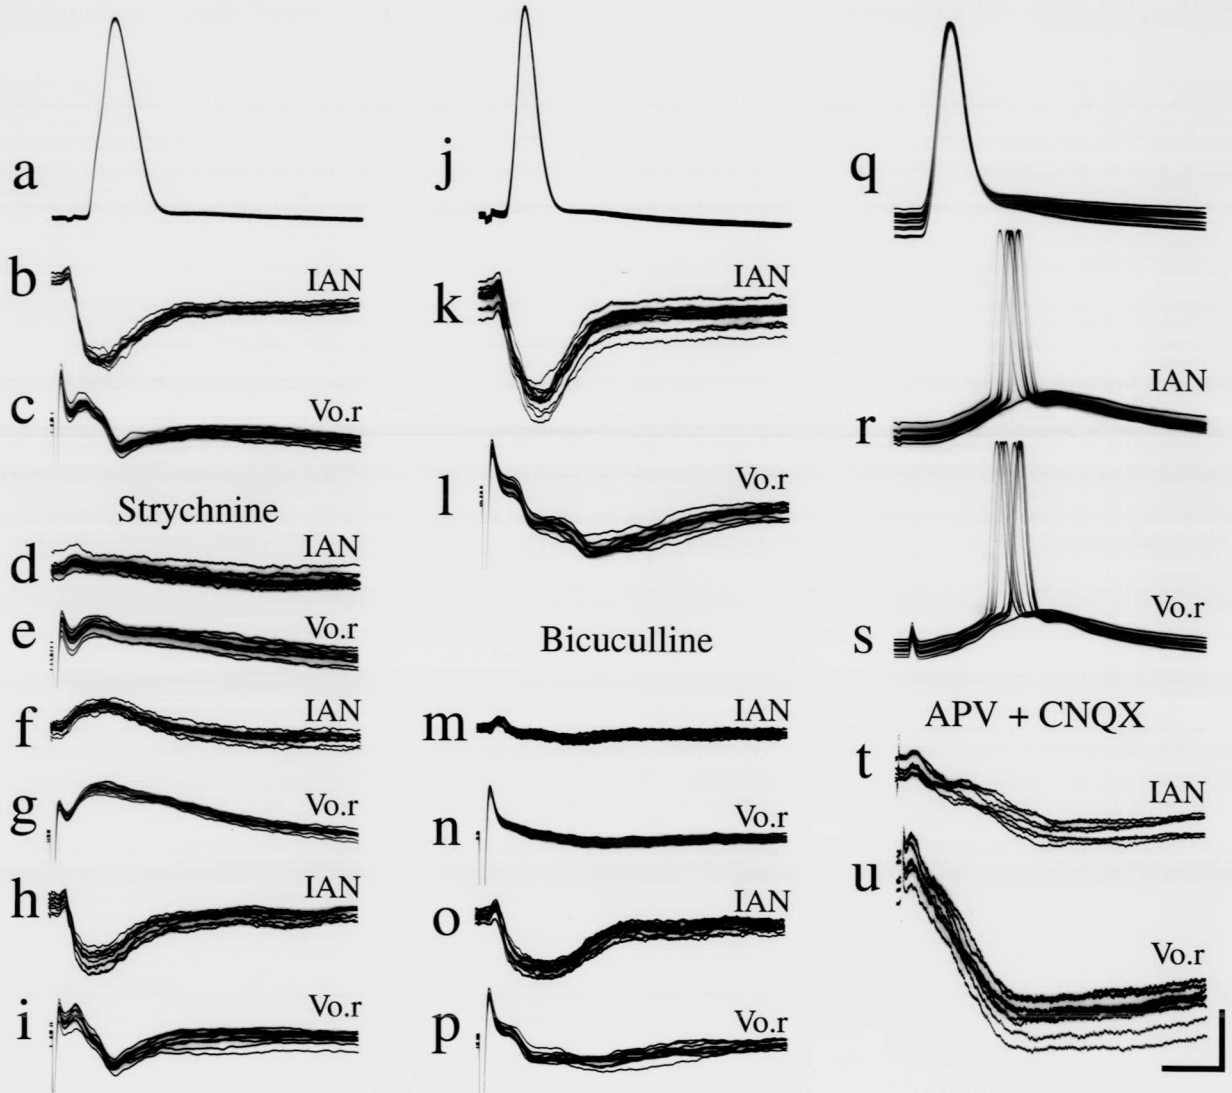 a
b IAN
c Vo.r
Strychnine
d IAN
e Vo.r
f IAN
g Vo.r
h IAN
i Vo.r
j
k IAN
l Vo.r
Bicuculline
m IAN
n Vo.r
o IAN
p Vo.r
q
r IAN
s Vo.r
APV + CNQX
t IAN
u Vo.r